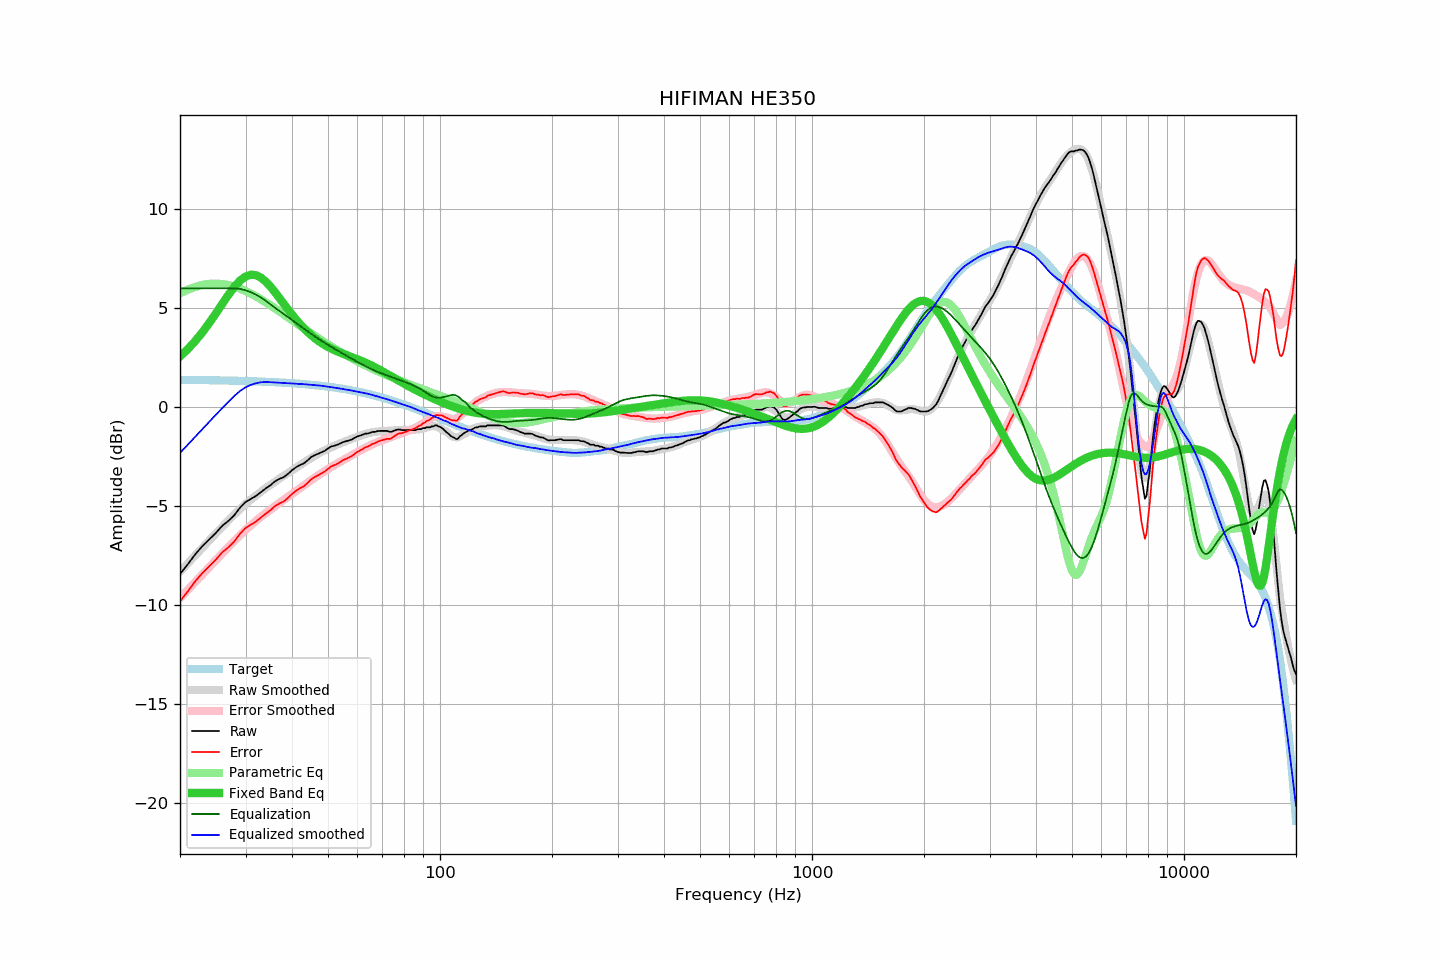 HIFIMAN HE350
Amplitude (dBr)
10
5
0
−5
−10
−15
−20
Target
Raw Smoothed
Error Smoothed
Raw
Error
Parametric Eq
Fixed Band Eq
Equalization
Equalized smoothed
100 1000 10000
Frequency (Hz)